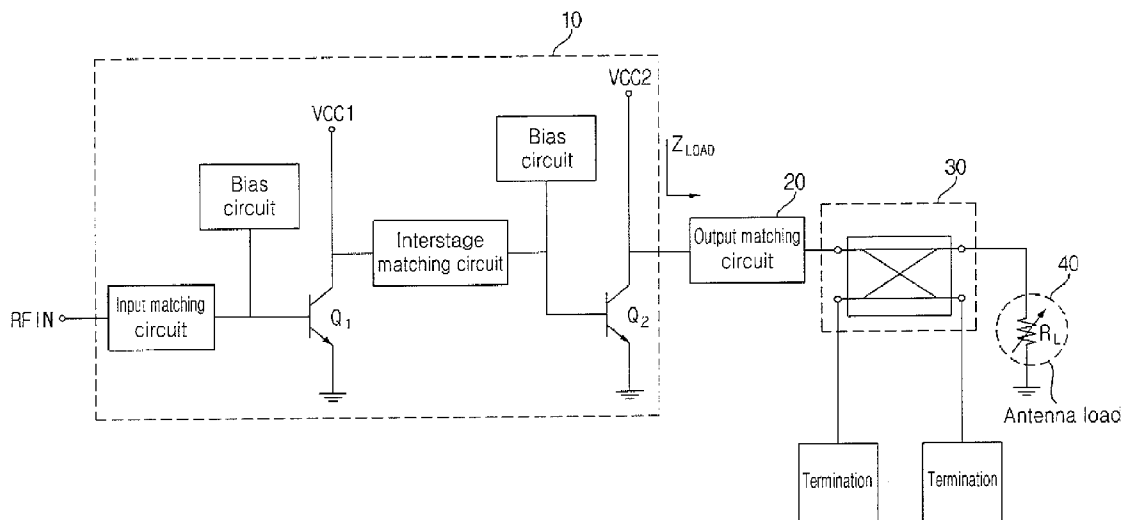 10
VCC2
VCC1
Bias
circuit
Z_LOAD
Bias
circuit
20
30
Interstage
matching circuit
Output matching
circuit
40
Input matching
circuit
RF IN
Q1
Q2
RL
Antenna load
Termination
Termination